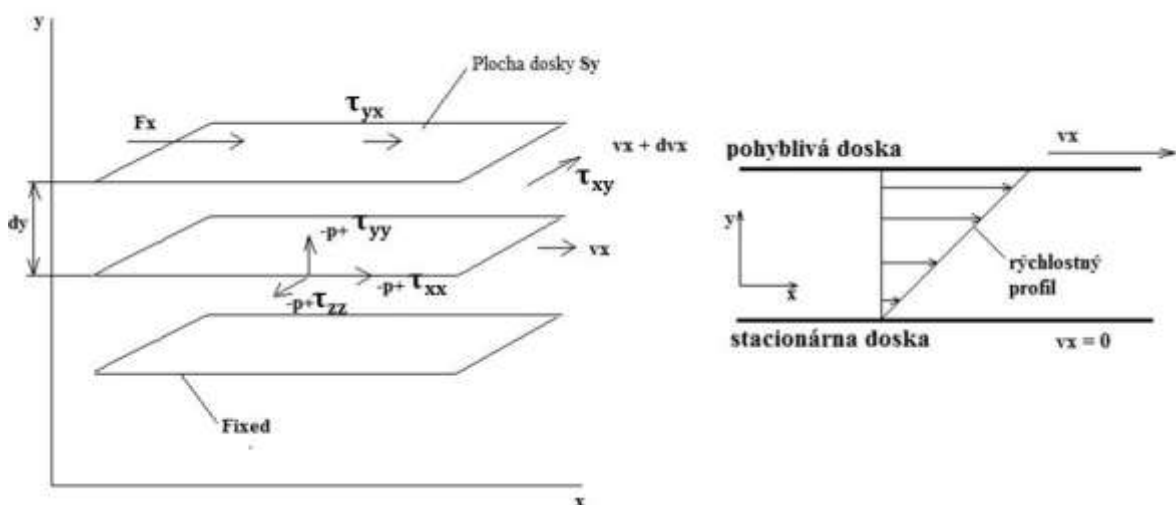 y
Plocha dosky Sy
τyx
Fx
vx + dvx
τxy
dy
-p+ τyy
vx
-p+ τxx
-p+τzz
Fixed
x
vx
pohyblivá doska
y
x
rýchlostný
profil
stacionárna doska
vx = 0